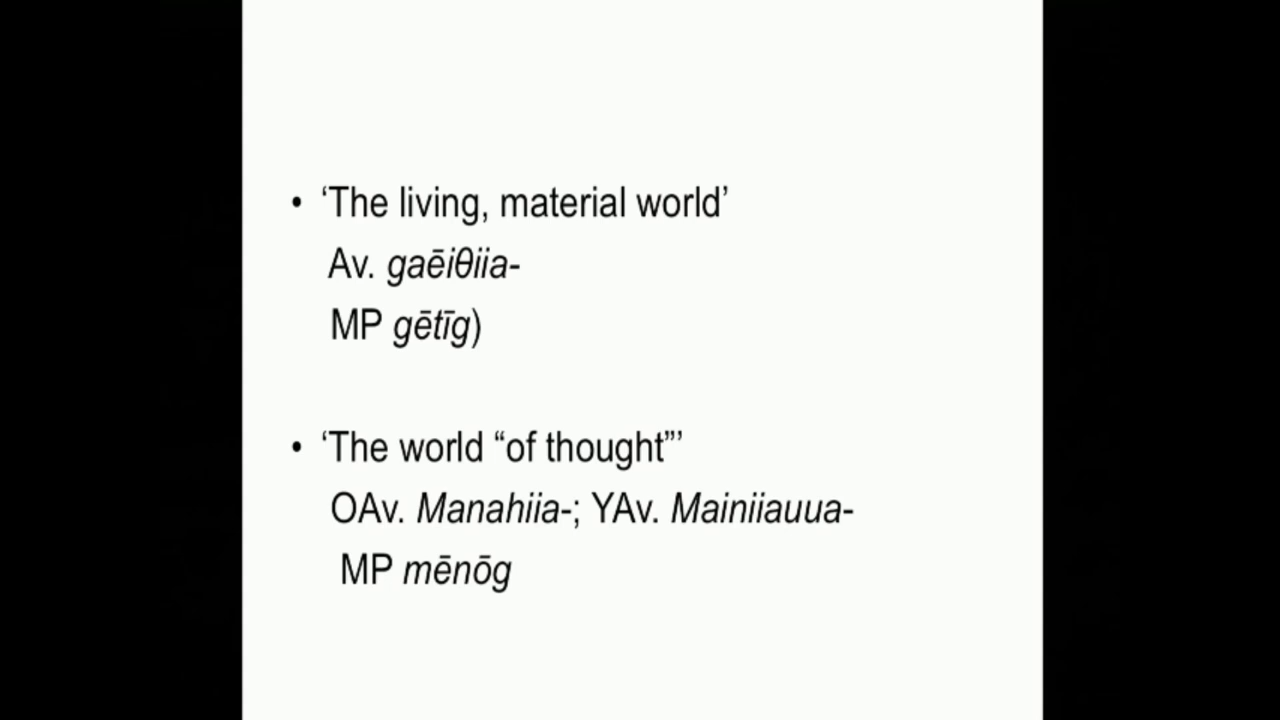 • ‘The living, material world’
Av. gaēiθiia-
MP gētīg)
• ‘The world “of thought”’
OAv. Manahiia-; YAv. Mainiiauua-
MP mēnōg